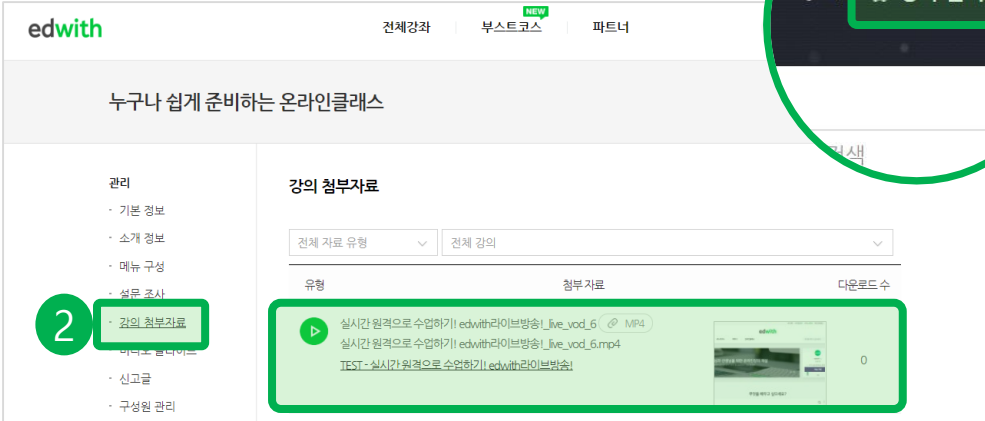 edwith
전체강좌
NEW
부스트코스
파트너
누구나 쉽게 준비하는 온라인클래스
관리
· 기본 정보
· 소개 정보
· 메뉴 구성
· 설문 조사
2
· 강의 첨부자료
· 신고글
· 구성원 관리
강의 첨부자료
전체 자료 유형
전체 강의
유형
첨부 자료
다운로드 수
실시간 원격으로 수업하기! edwith라이브방송!_live_vod_6 MP4
실시간 원격으로 수업하기! edwith라이브방송!_live_vod_6.mp4
TEST - 실시간 원격으로 수업하기! edwith라이브방송!
edwith
0